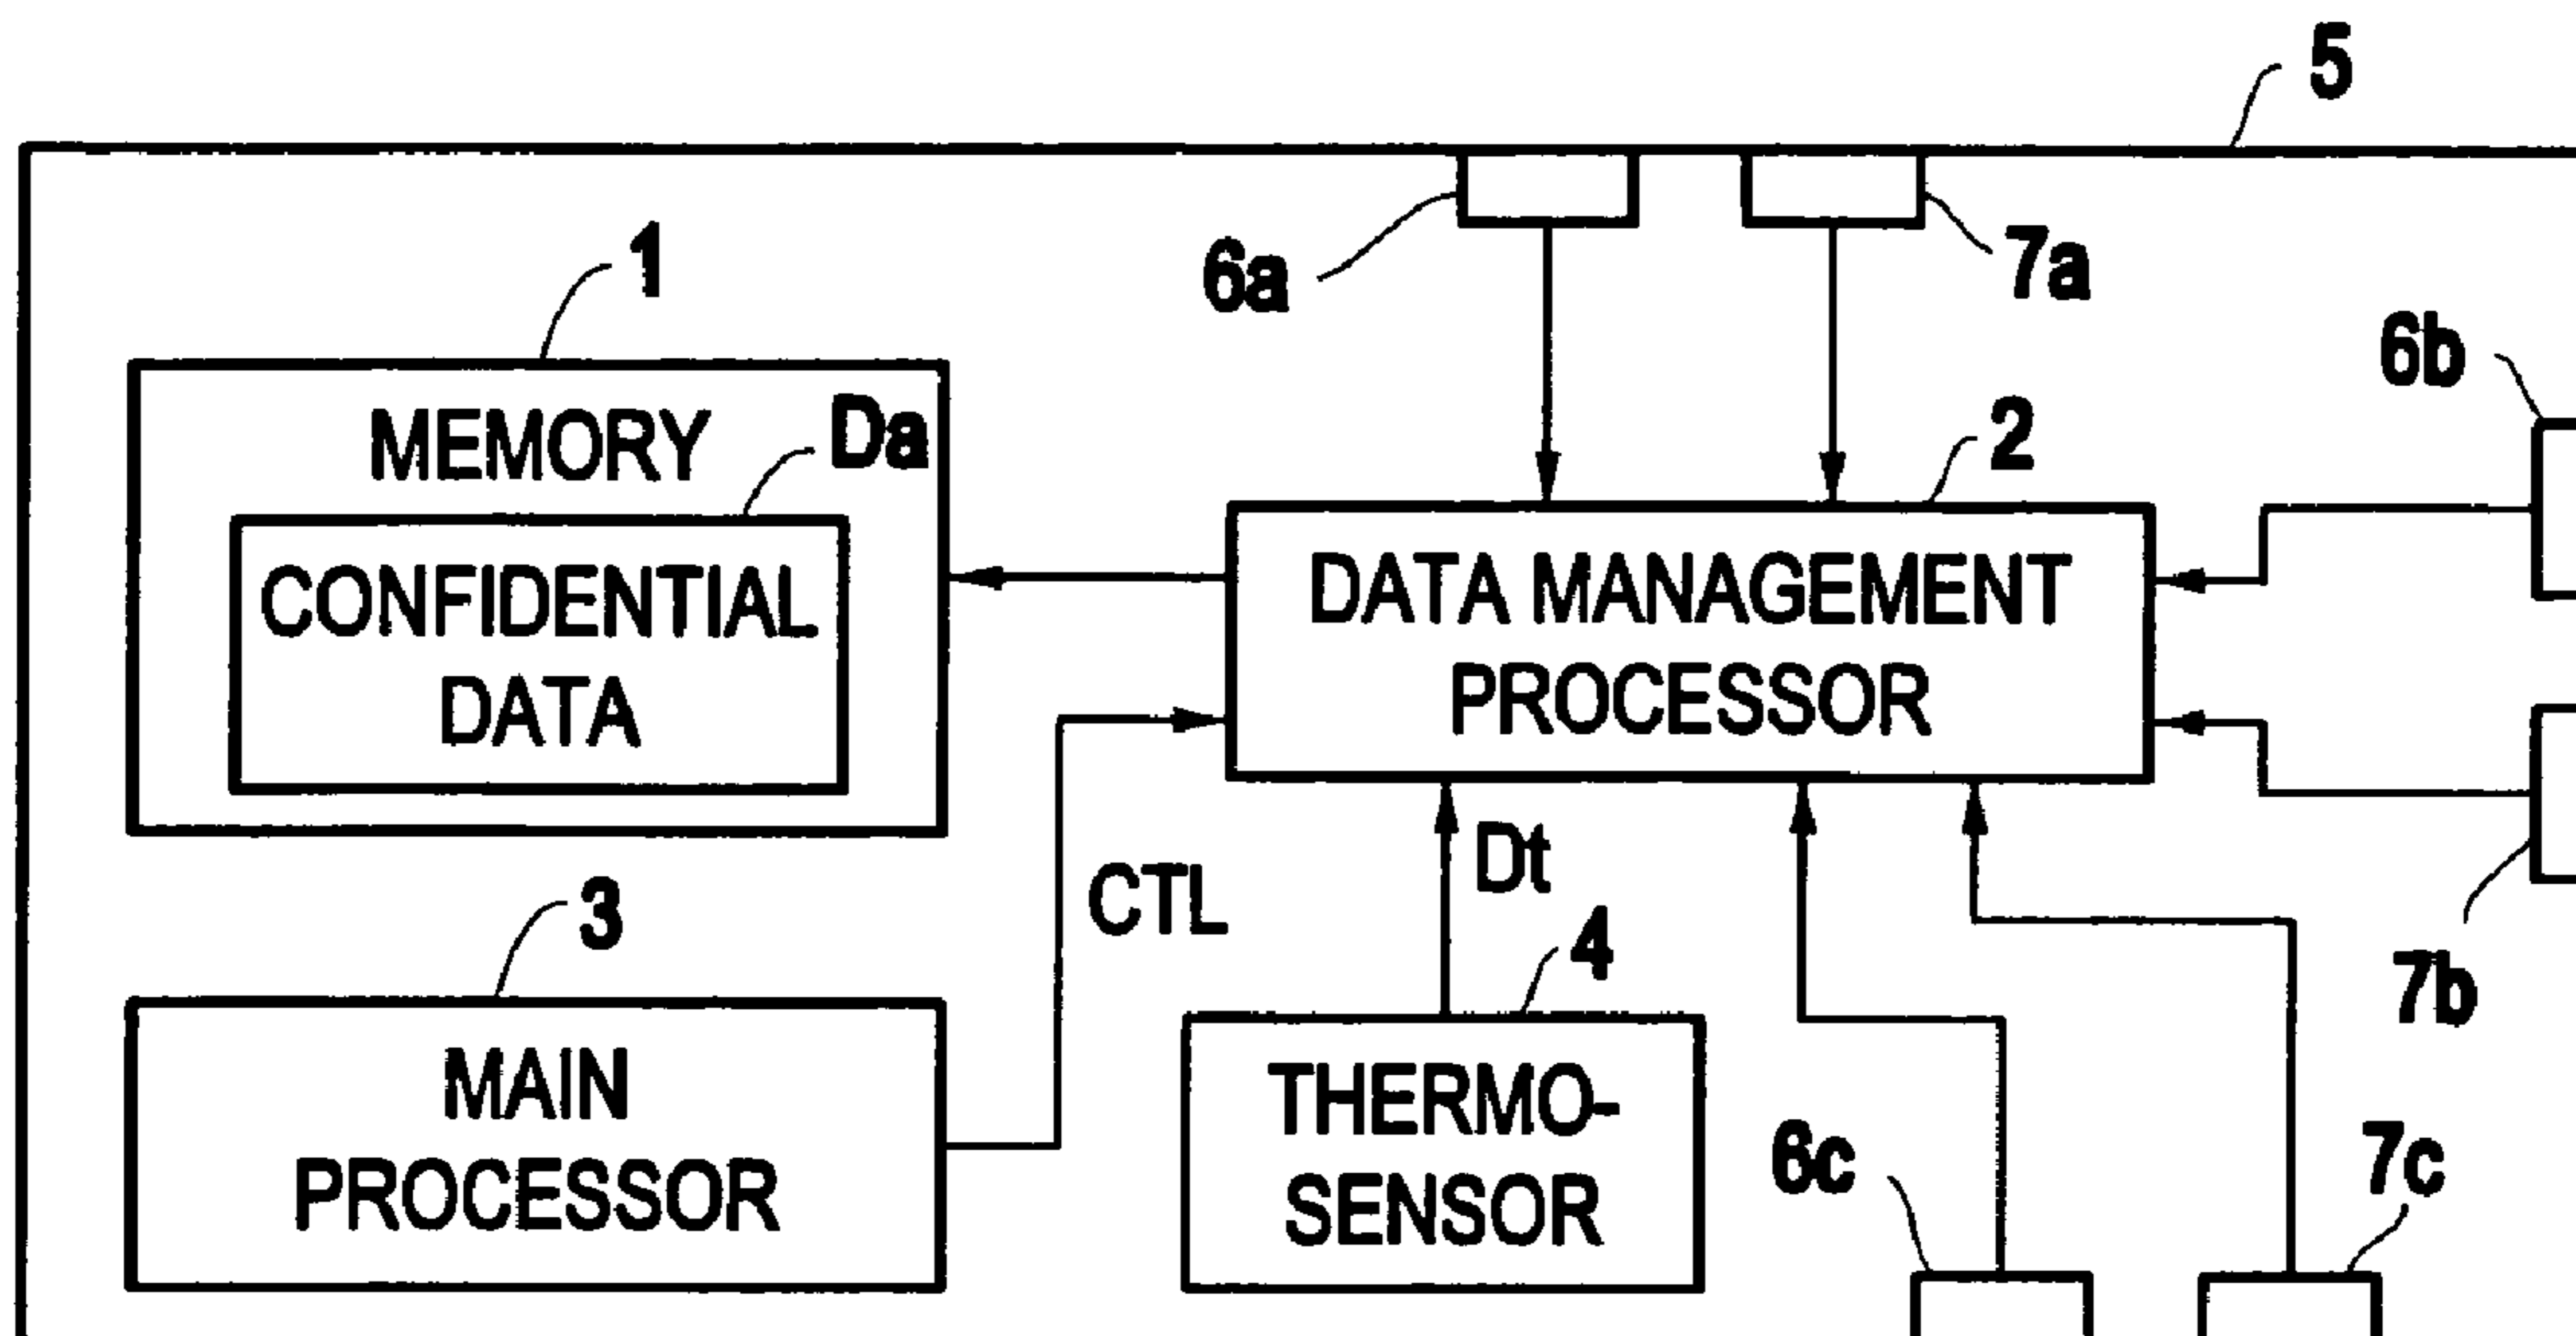 5
1
6a
7a
6b
MEMORY
Da
2
CONFIDENTIAL
DATA
DATA MANAGEMENT
PROCESSOR
CTL
Dt
3
4
7b
MAIN
PROCESSOR
THERMO-
SENSOR
6c
7c